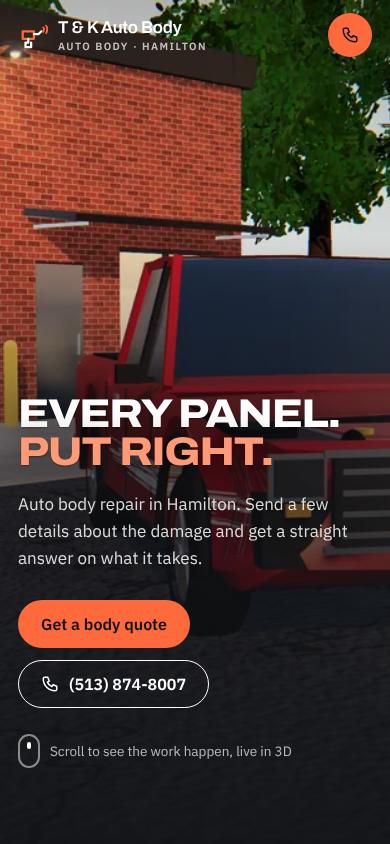 T & K Auto Body
AUTO BODY · HAMILTON
EVERY PANEL.
PUT RIGHT.
Auto body repair in Hamilton. Send a few
details about the damage and get a straight
answer on what it takes.
Get a body quote
(513) 874-8007
Scroll to see the work happen, live in 3D